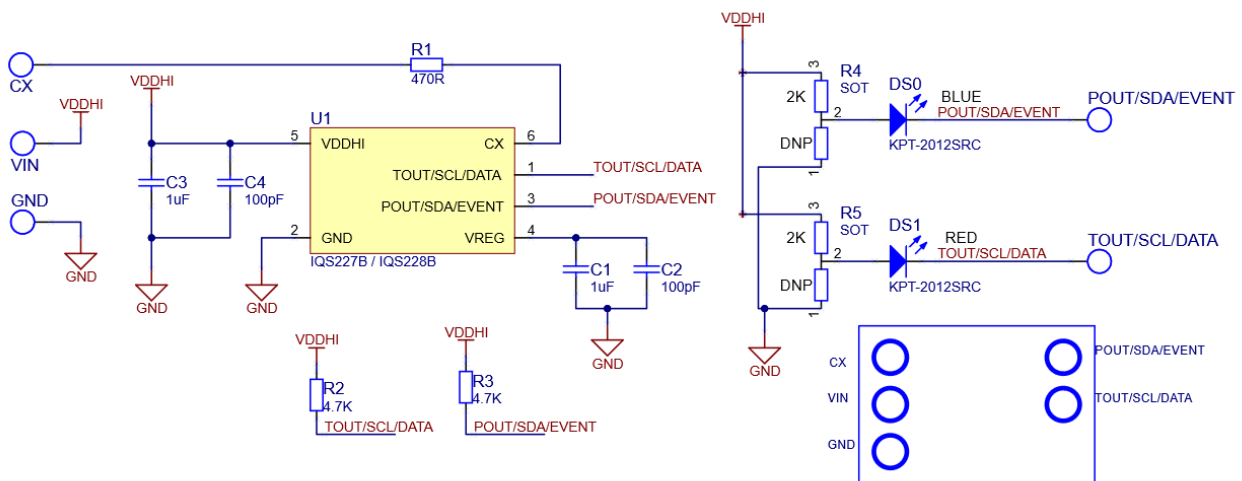 CX
VIN
GND
GND
VDDHI
VDDHI
C3
1uF
C4
100pF
GND
R1
470R
U1
5
VDDHI
CX
6
TOUT/SCL/DATA
1
TOUT/SCL/DATA
POUT/SDA/EVENT
3
POUT/SDA/EVENT
2
GND
VREG
4
IQS227B / IQS228B
GND
C1
1uF
C2
100pF
GND
VDDHI
R2
4.7K
TOUT/SCL/DATA
VDDHI
R3
4.7K
POUT/SDA/EVENT
VDDHI
3
R4
SOT
2K
2
DNP
1
DS0
BLUE
POUT/SDA/EVENT
KPT-2012SRC
POUT/SDA/EVENT
3
R5
SOT
2K
2
DNP
1
DS1
RED
TOUT/SCL/DATA
KPT-2012SRC
TOUT/SCL/DATA
GND
CX
POUT/SDA/EVENT
VIN
TOUT/SCL/DATA
GND